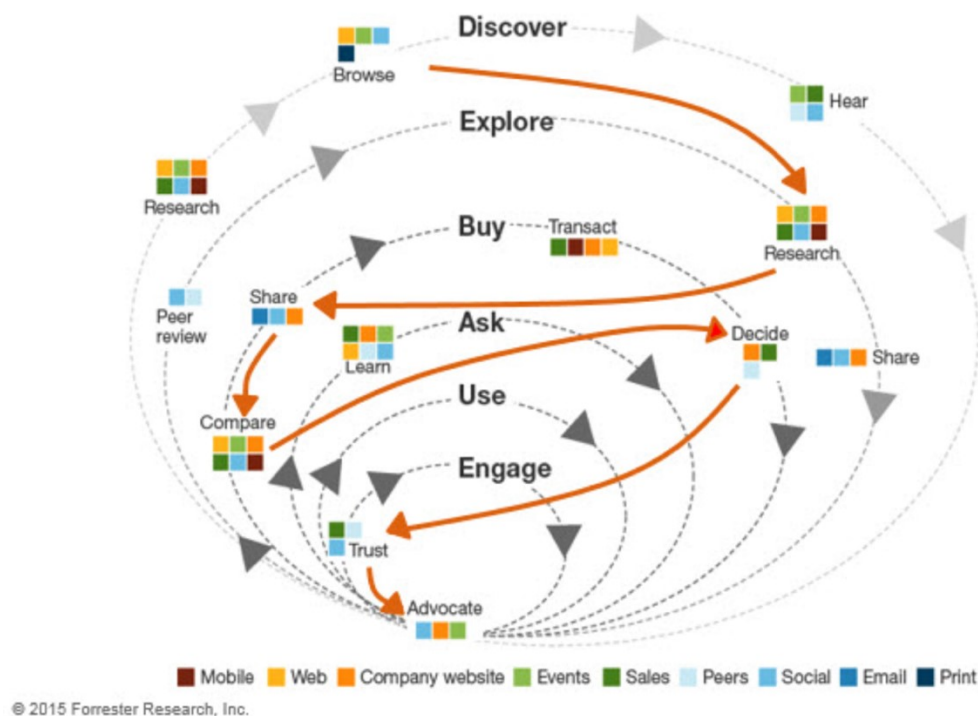 Discover
Browse
Hear
Explore
Research
Research
Buy
Transact
Share
Peer
review
Ask
Learn
Decide
Share
Use
Compare
Engage
Trust
Advocate
Mobile Web Company website Events Sales Peers Social Email Print
© 2015 Forrester Research, Inc.